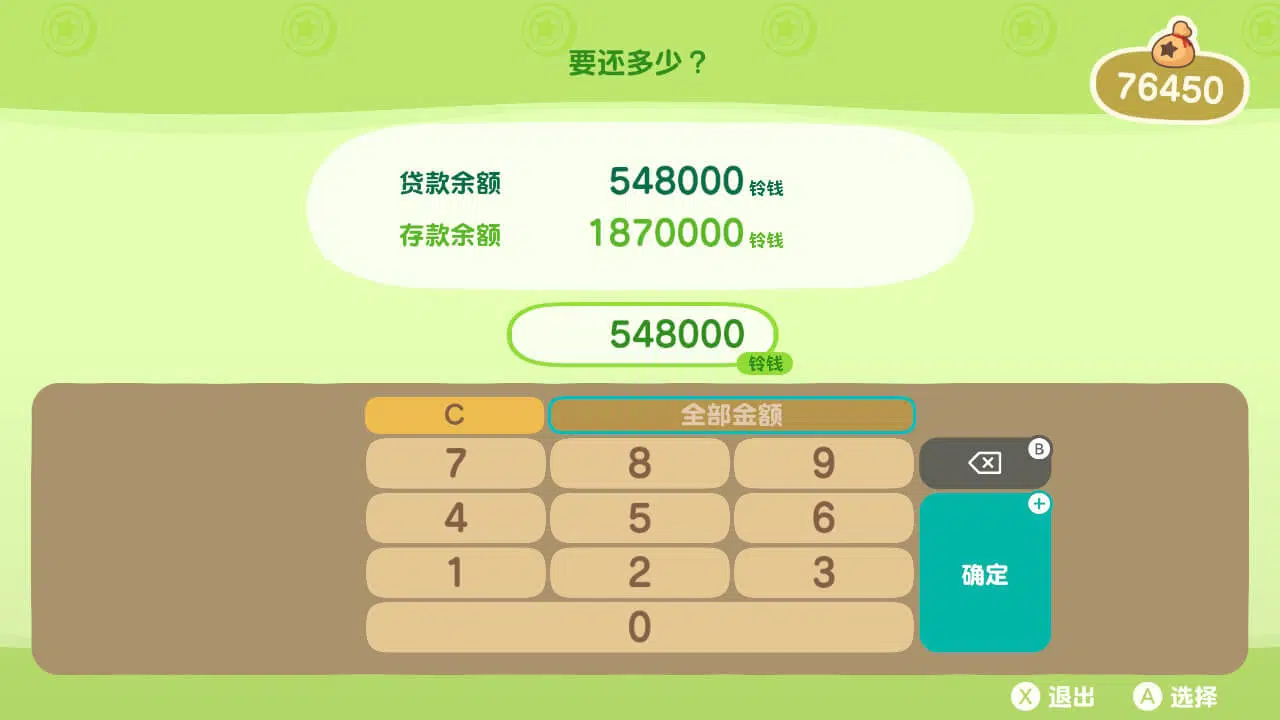 要还多少？
76450
贷款余额 548000 铃钱
存款余额 1870000 铃钱
548000
铃钱
C 全部金额
7 8 9 B
4 5 6 +
1 2 3 确定
0
X 退出 A 选择